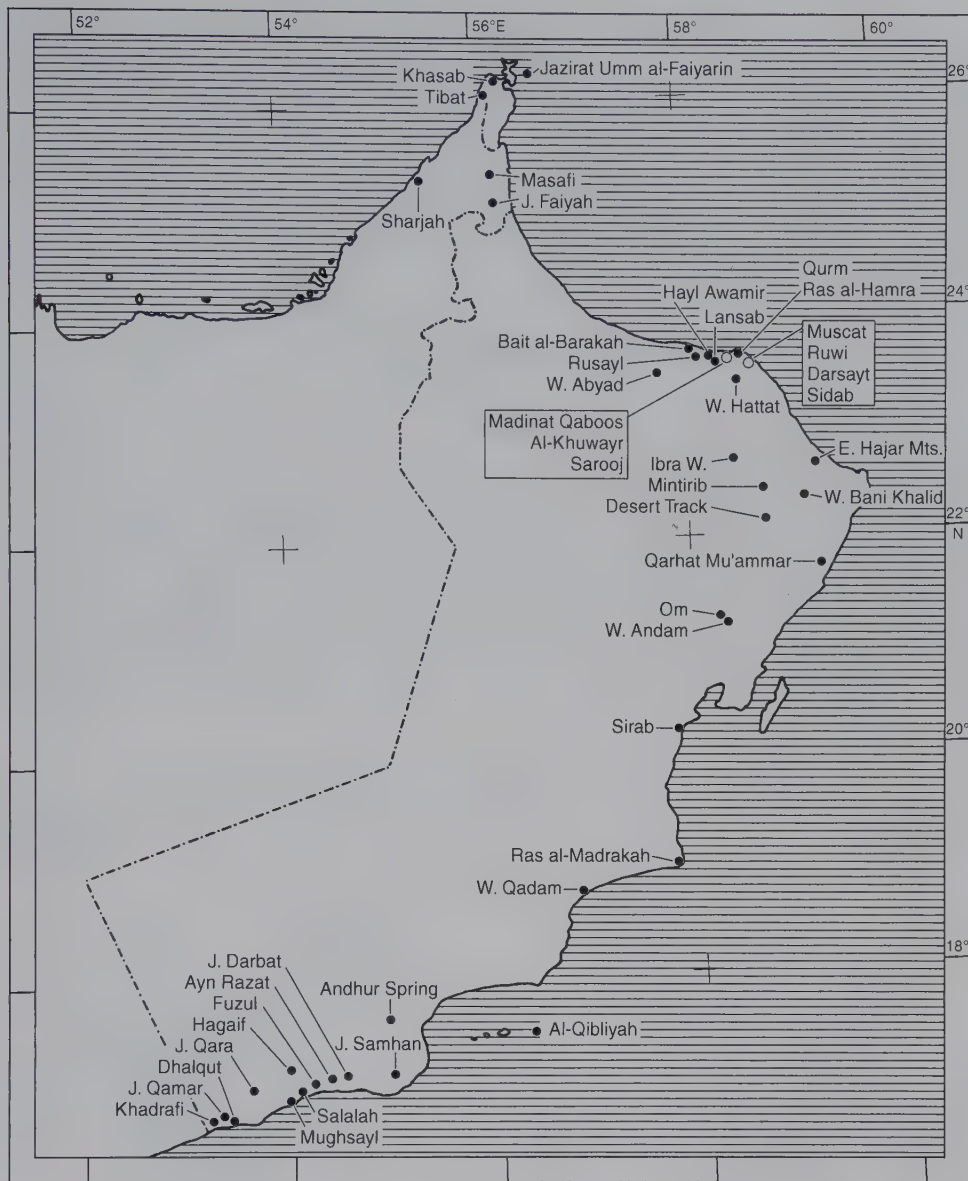 52°
54°
56°E
58°
60°
Khasab
Jazirat Umm al-Faiyarin
26°
Tibat
Masafi
J. Faiyah
Sharjah
Qurm
Hayl Awamir
Ras al-Hamra
24°
Lansab
Muscat
Bait al-Barakah
Ruwi
Rusayl
Darsayt
W. Abyad
Sidab
W. Hattat
Madinat Qaboos
Al-Khuwayr
Sarooj
E. Hajar Mts.
Ibra W.
Mintirib
W. Bani Khalid
Desert Track
22°
N
Qarhat Mu'ammar
Om
W. Andam
Sirab
20°
Ras al-Madrakah
W. Qadam
18°
J. Darbat
Ayn Razat
Andhur Spring
Fuzul
Hagaif
Al-Qibliyah
J. Qara
J. Samhan
Dhalqut
J. Qamar
Khadrafi
Salalah
Mughsayl
54°
56°
58°